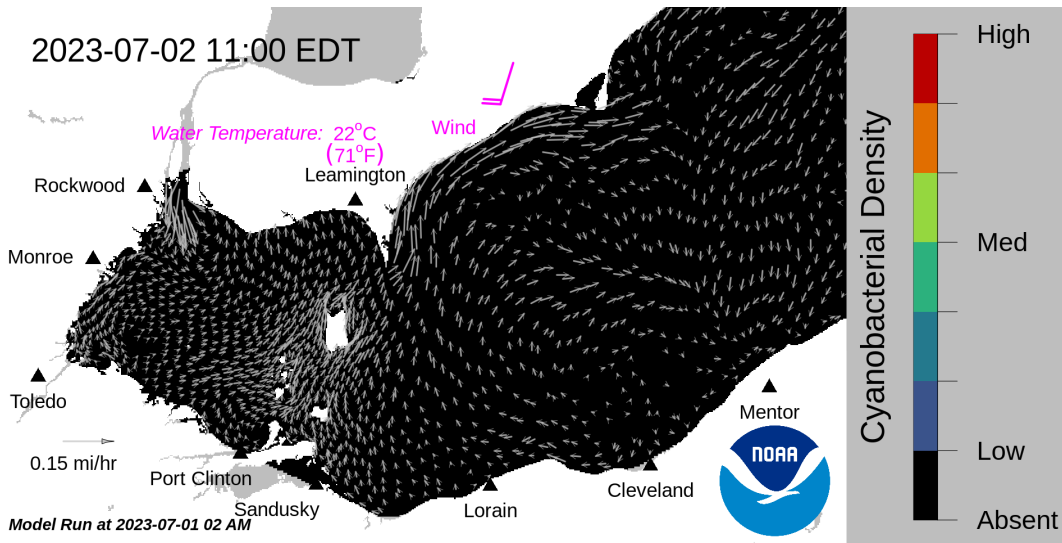 2023-07-02 11:00 EDT
High
Wind
Water Temperature: 22°C
(71°F)
Leamington
Rockwood
Monroe
Cyanobacterial Density
Med
Toledo
Mentor
0.15 mi/hr
NOAA
Low
Port Clinton
Cleveland
Sandusky
Lorain
Model Run at 2023-07-01 02 AM
Absent